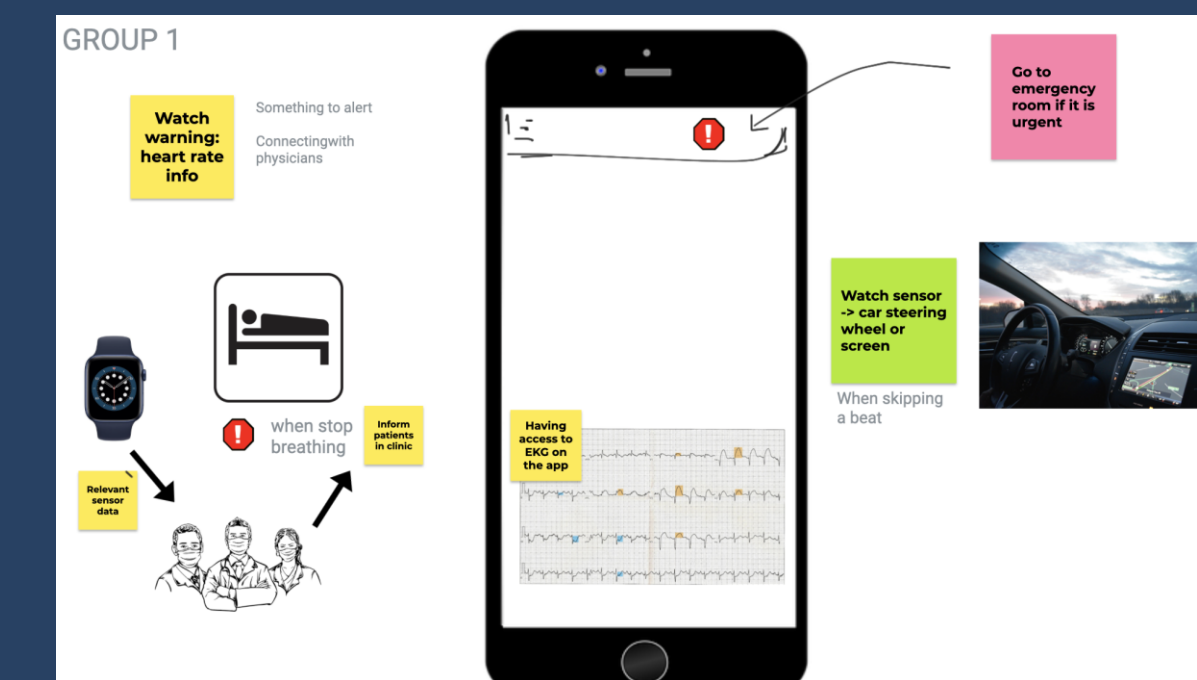 GROUP 1
Watch
warning:
heart rate
info
Something to alert
Connectingwith
physicians
Go to
emergency
room if it is
urgent
Watch sensor
-> car steering
wheel or
screen
When skipping
a beat
!
!
when stop
breathing
Inform
patients
in clinic
Relevant
sensor
data
Having
access to
EKG on
the app